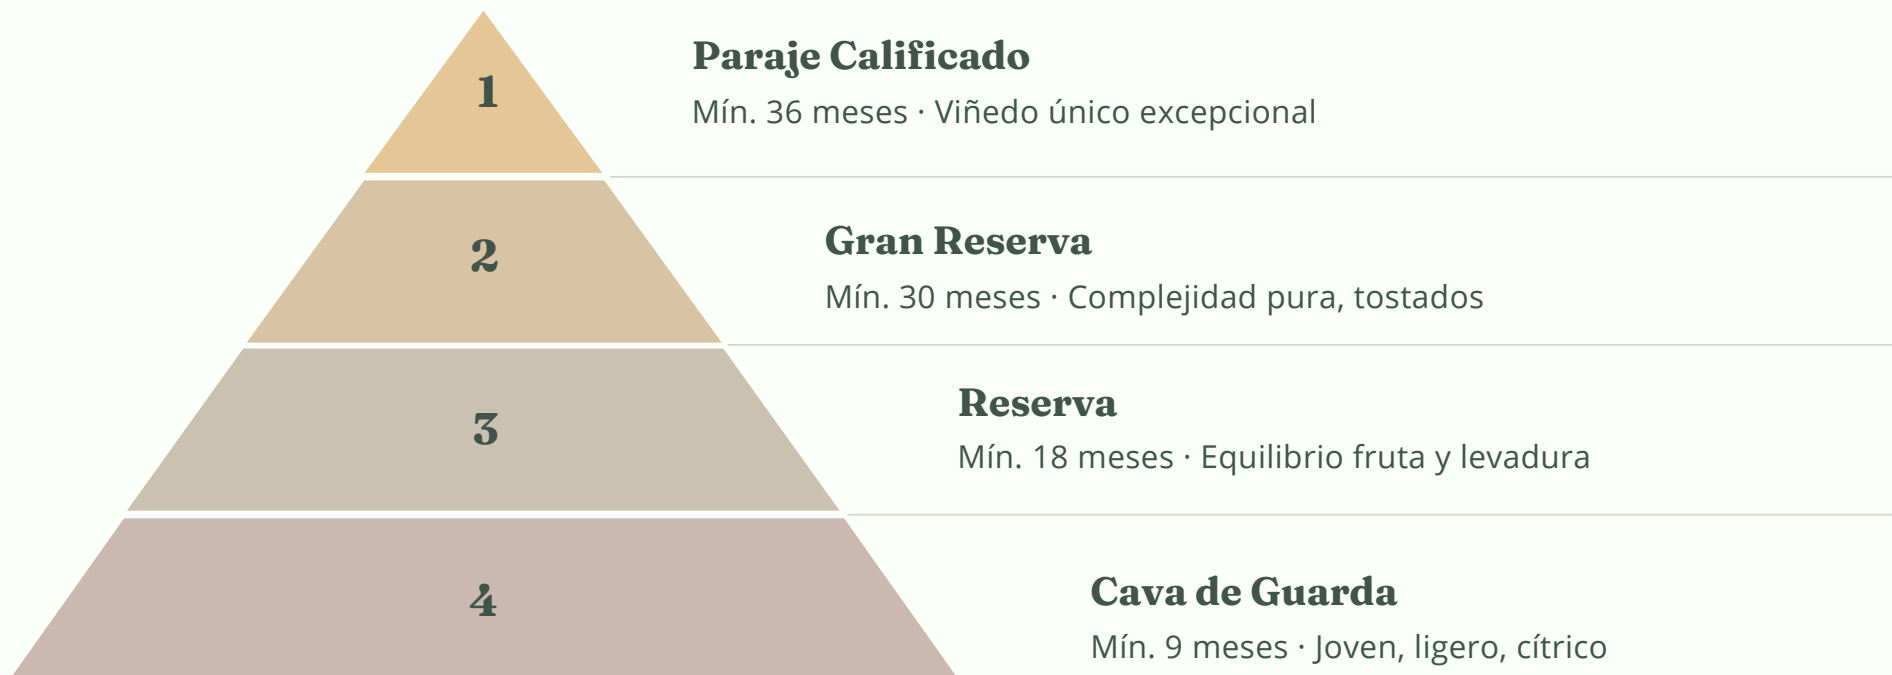 1
Paraje Calificado
Mín. 36 meses · Viñedo único excepcional
2
Gran Reserva
Mín. 30 meses · Complejidad pura, tostados
3
Reserva
Mín. 18 meses · Equilibrio fruta y levadura
4
Cava de Guarda
Mín. 9 meses · Joven, ligero, cítrico